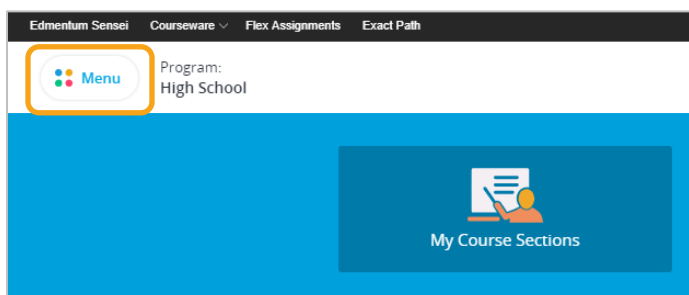 Edmentum Sensei Courseware Flex Assignments Exact Path
Menu
Program:
High School
My Course Sections